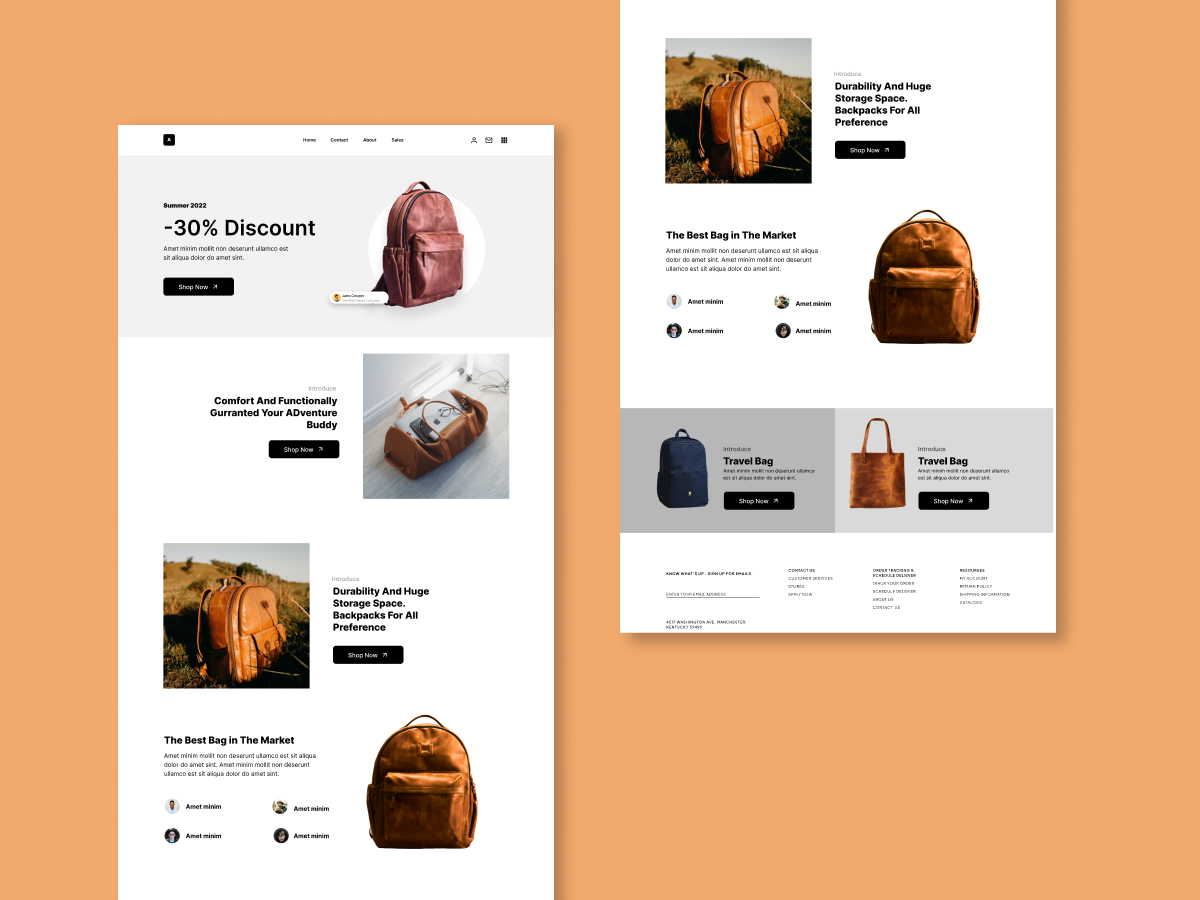 A
Home
Contact
About
Sales
Summer 2022
-30% Discount
Amet minim mollit non deserunt ullamco est
sit aliqua dolor do amet sint.
Shop Now
Jane Cooper
Introduce
Comfort And Functionally
Gurranted Your ADventure
Buddy
Shop Now
Introduce
Durability And Huge
Storage Space.
Backpacks For All
Preference
Shop Now
The Best Bag in The Market
Amet minim mollit non deserunt ullamco est sit aliqua
dolor do amet sint. Amet minim mollit non deserunt
ullamco est sit aliqua dolor do amet sint.
Amet minim
Amet minim
Amet minim
Amet minim
Introduce
Durability And Huge
Storage Space.
Backpacks For All
Preference
Shop Now
The Best Bag in The Market
Amet minim mollit non deserunt ullamco est sit aliqua
dolor do amet sint. Amet minim mollit non deserunt
ullamco est sit aliqua dolor do amet sint.
Amet minim
Amet minim
Amet minim
Amet minim
Introduce
Travel Bag
Amet minim mollit non deserunt ullamco
est sit aliqua dolor do amet sint.
Shop Now
Introduce
Travel Bag
Amet minim mollit non deserunt ullamco
est sit aliqua dolor do amet sint.
Shop Now
KNOW WHAT'S UP . SIGN UP FOR EMAILS
ENTER YOUR EMAIL ADDRESS
4517 WASHINGTON AVE. MANCHESTER,
KENTUCKY 39495
CONTACT US
CUSTOMER SERVICES
STORES
APPLY NOW
ORDER TRACKING &
SCHEDULE DELIEVER
TRACK YOUR ORDER
SCHEDULE DELIEVER
ABOUT US
CONTACT US
RESOURSES
MY ACCOUNT
RETURN POLICY
SHIPPING INFORMATION
CATALOGS